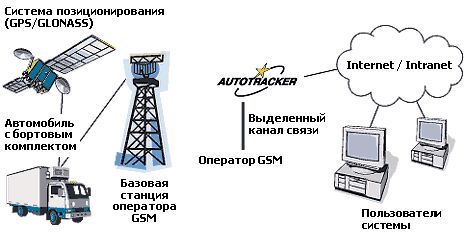 Система позиционирования
(GPS/GLONASS)
Автомобиль
с бортовым
комплектом
Базовая
станция
оператора
GSM
AUTOTRACKER
Выделенный
канал связи
Оператор GSM
Internet / Intranet
Пользователи
системы